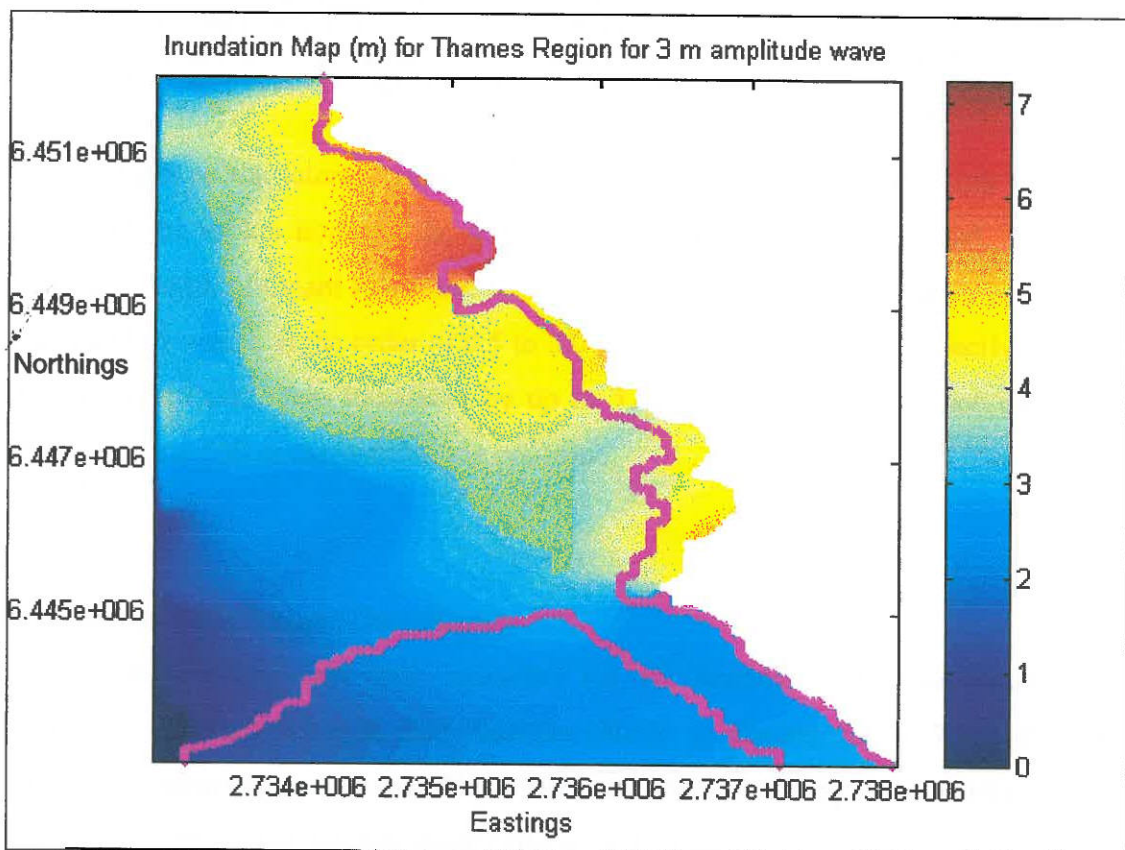 Inundation Map (m) for Thames Region for 3 m amplitude wave
6.451e+006
6.449e+006
Northings
6.447e+006
6.445e+006
2.734e+006 2.735e+006 2.736e+006 2.737e+006 2.738e+006
Eastings
7
6
5
4
3
2
1
0